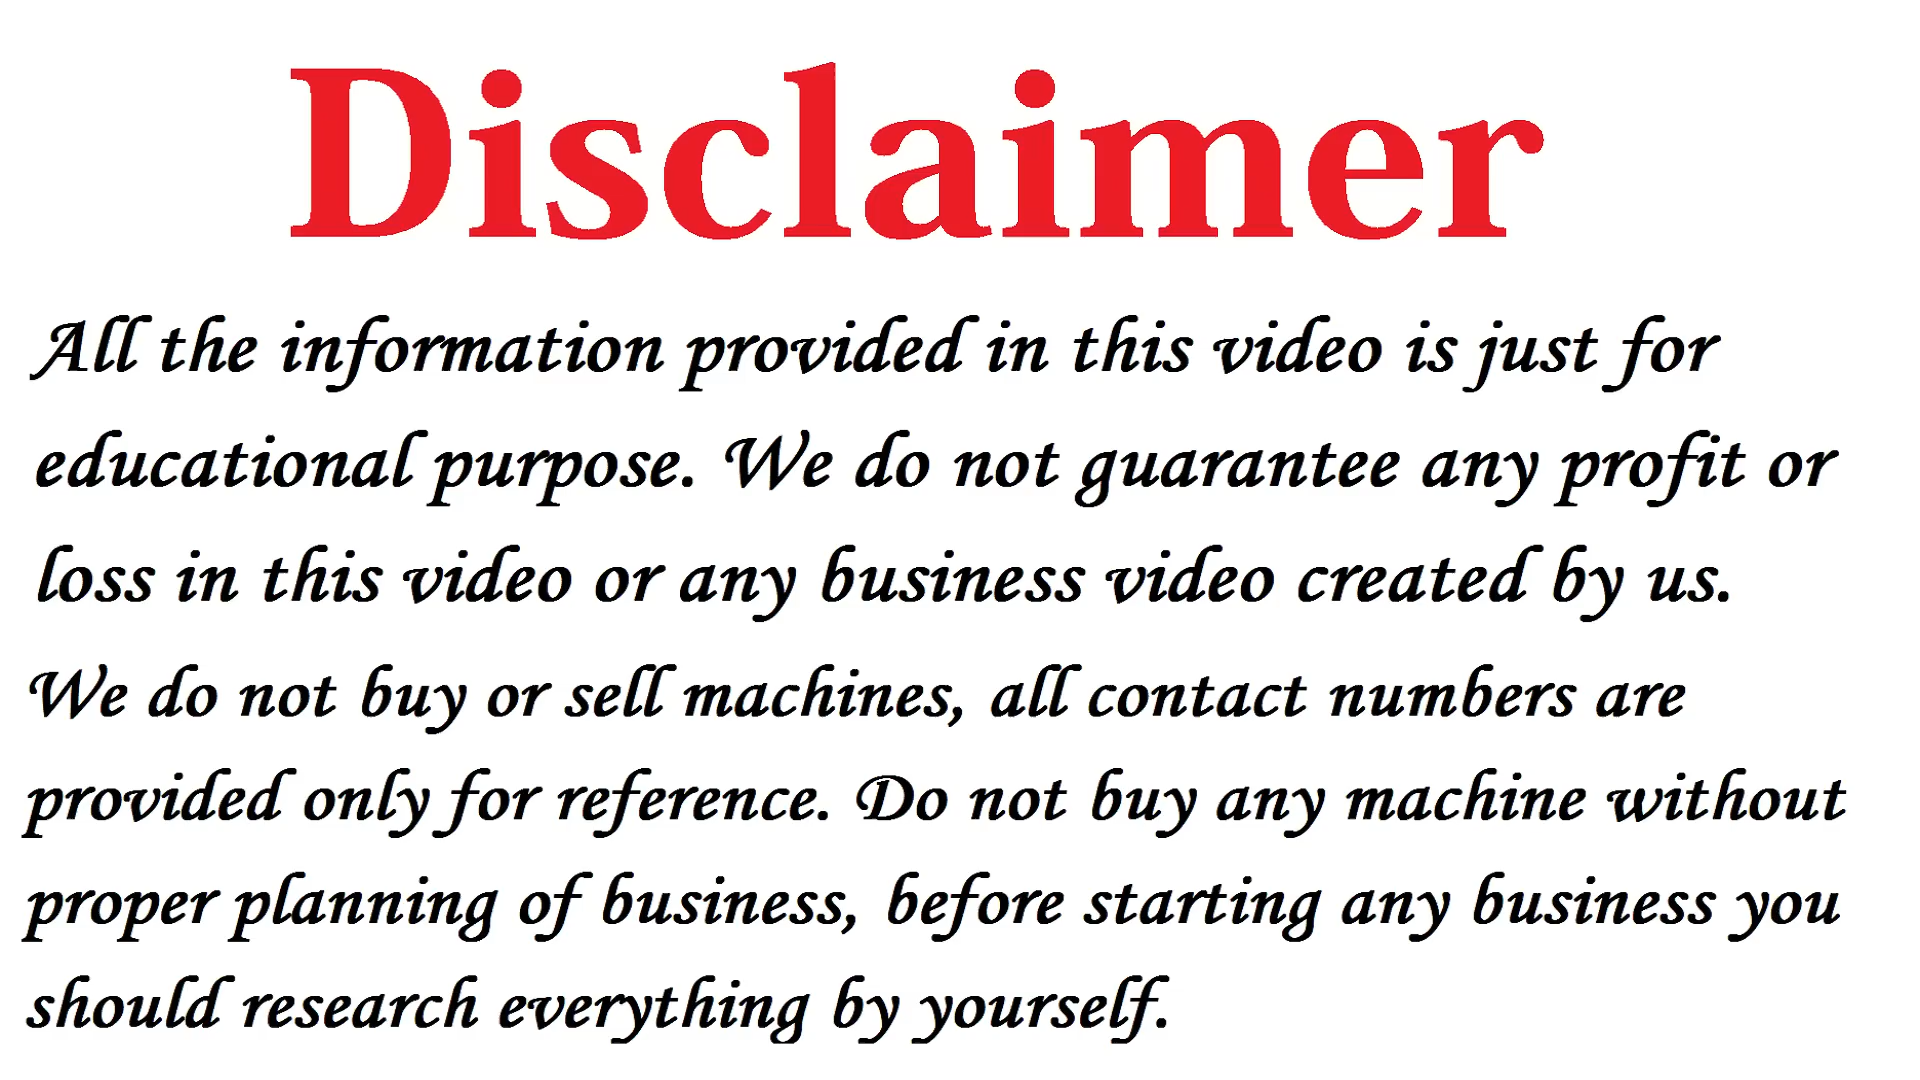 Disclaimer
All the information provided in this video is just for
educational purpose. We do not guarantee any profit or
loss in this video or any business video created by us.
We do not buy or sell machines, all contact numbers are
provided only for reference. Do not buy any machine without
proper planning of business, before starting any business you
should research everything by yourself.